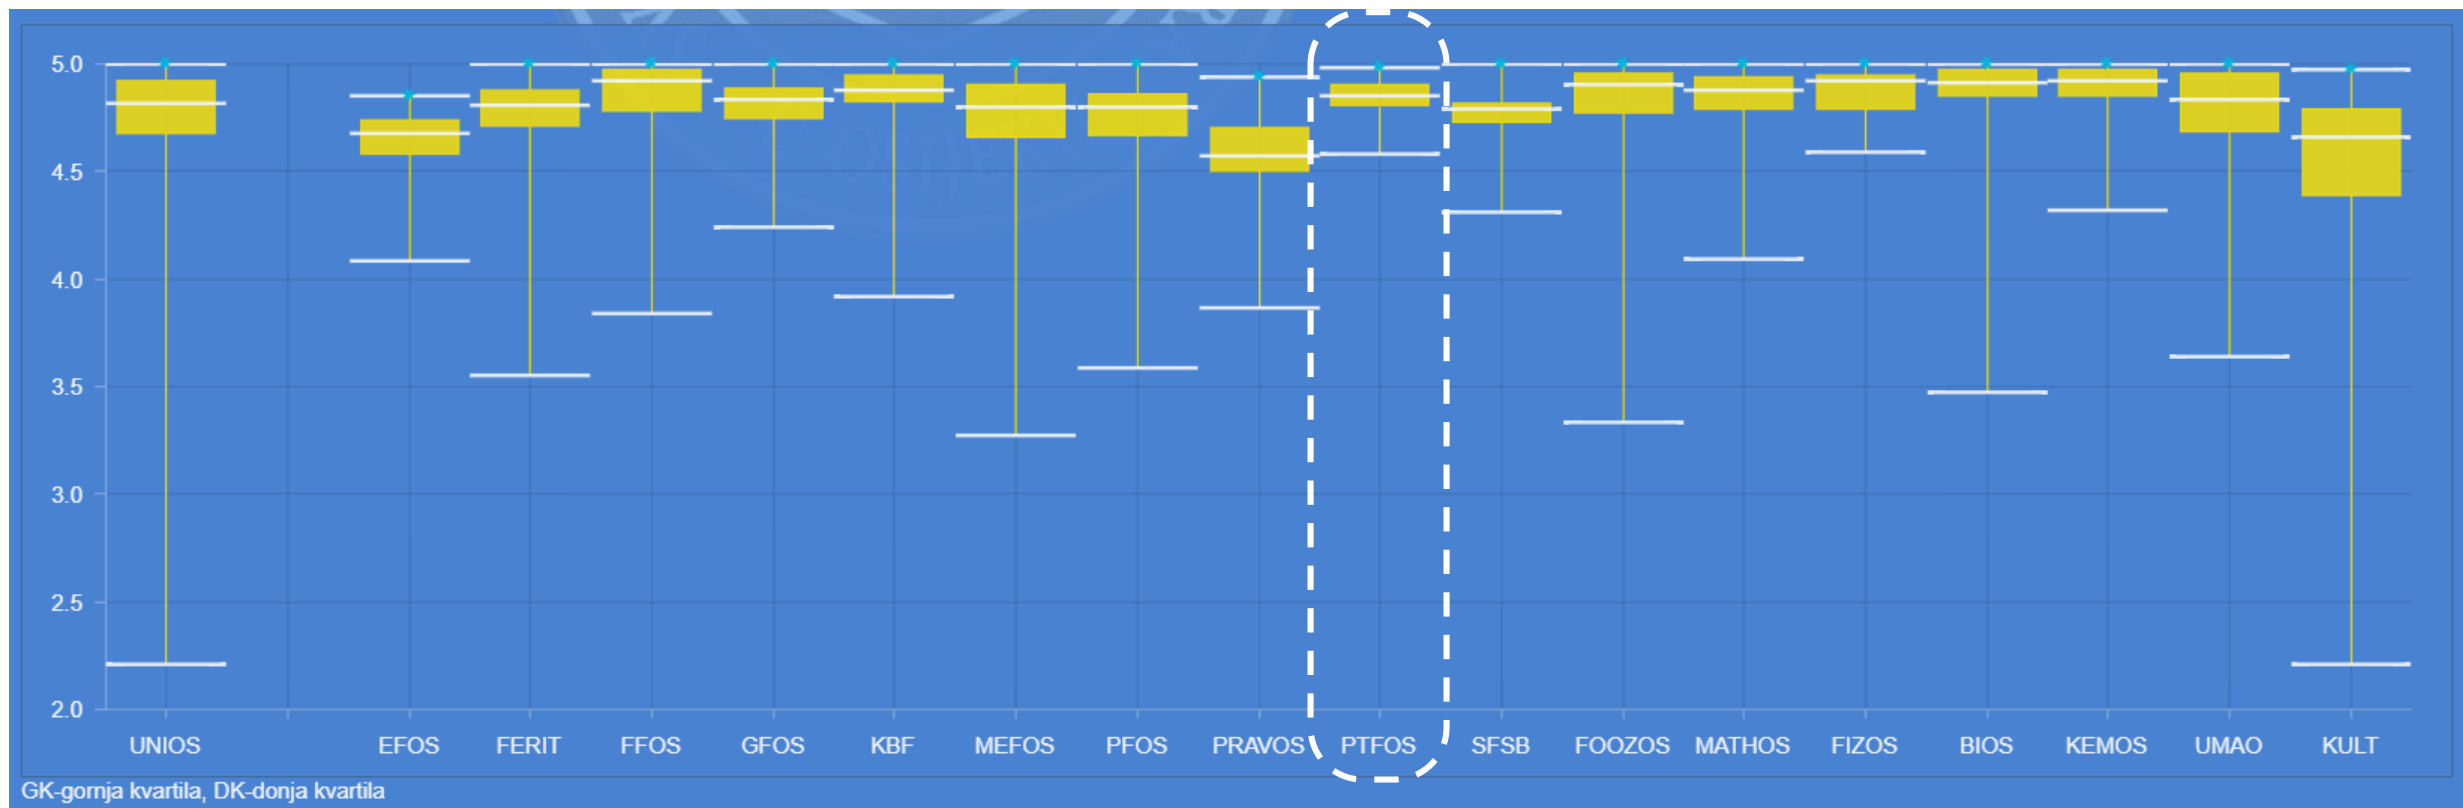 OSIJEKU
5.0
4.5
4.0
3.5
3.0
2.5
2.0
UNIOS EFOS FERIT FFOS GFOS KBF MEFOS PFOS PRAVOS PTFOS SFSB FOOZOS MATHOS FIZOS BIOS KEMOS UMAO KULT
GK-gornja kvartila, DK-donja kvartila